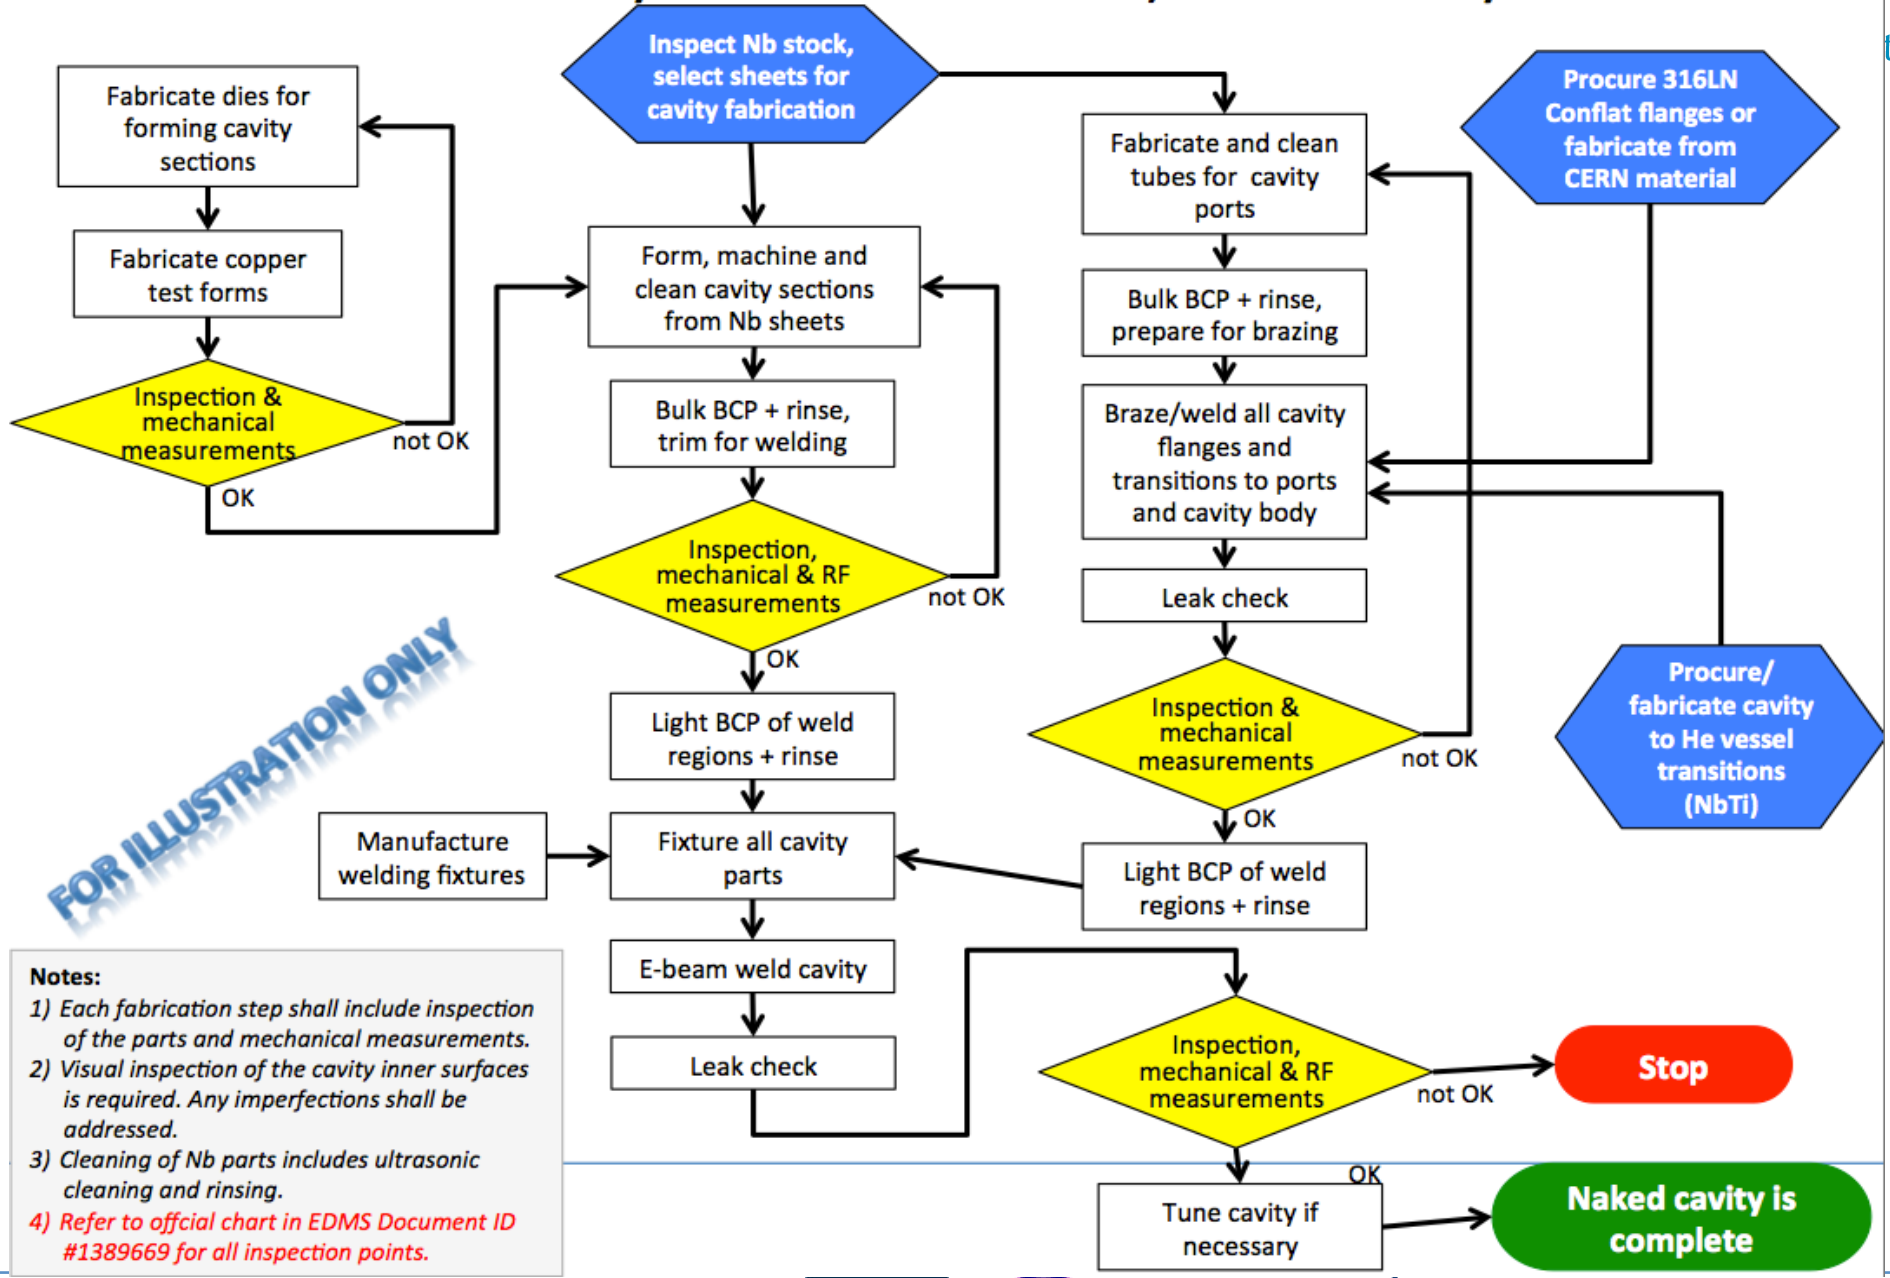 Inspect Nb stock,
select sheets for
cavity fabrication
Fabricate dies for
forming cavity
sections
Procure 316LN
Conflat flanges or
fabricate from
CERN material
Fabricate and clean
tubes for cavity
ports
Fabricate copper
test forms
Form, machine and
clean cavity sections
from Nb sheets
Bulk BCP + rinse,
prepare for brazing
Inspection &
mechanical
measurements
not OK
OK
Bulk BCP + rinse,
trim for welding
Braze/weld all cavity
flanges and
transitions to ports
and cavity body
Inspection,
mechanical & RF
measurements
not OK
OK
Leak check
Inspection &
mechanical
measurements
not OK
OK
Procure/
fabricate cavity
to He vessel
transitions
(NbTi)
FOR ILLUSTRATION ONLY
Light BCP of weld
regions + rinse
Manufacture
welding fixtures
Fixture all cavity
parts
Light BCP of weld
regions + rinse
E-beam weld cavity
Leak check
Inspection,
mechanical & RF
measurements
not OK
Stop
OK
Tune cavity if
necessary
Naked cavity is
complete
Notes:
1) Each fabrication step shall include inspection
of the parts and mechanical measurements.
2) Visual inspection of the cavity inner surfaces
is required. Any imperfections shall be
addressed.
3) Cleaning of Nb parts includes ultrasonic
cleaning and rinsing.
4) Refer to offcial chart in EDMS Document ID
#1389669 for all inspection points.